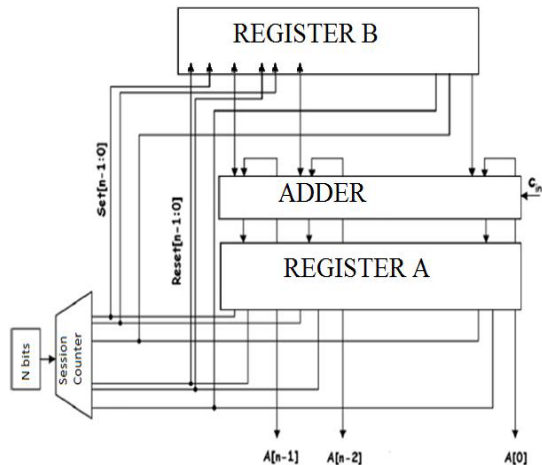 REGISTER B
Set[n-1:0]
Reset[n-1:0]
ADDER
Cin
REGISTER A
N bits
Session
Counter
A[n-1]
A[n-2]
A[0]